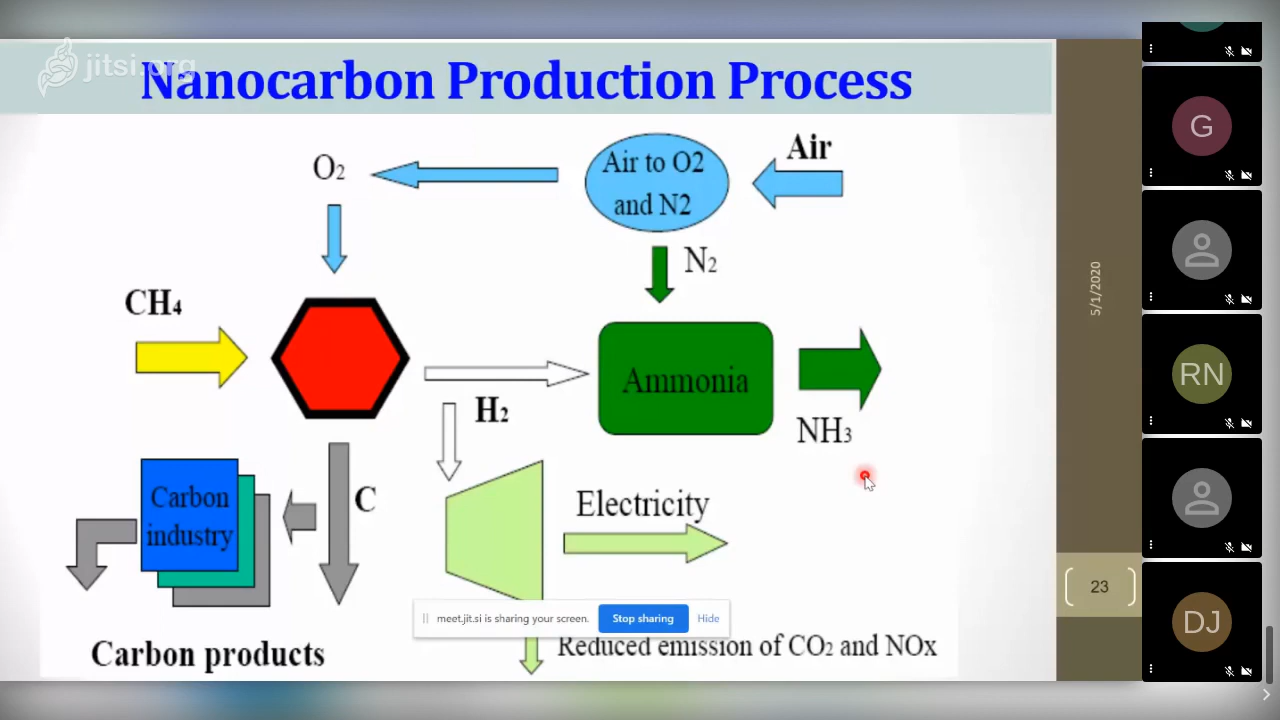 jitsi.org
Nanocarbon Production Process
Air
O2
Air to O2
and N2
N2
CH4
5/1/2020
Ammonia
H2
NH3
C
Carbon
industry
Electricity
23
meet.jit.si is sharing your screen. Stop sharing Hide
Carbon products
Reduced emission of CO2 and NOx
G
RN
DJ